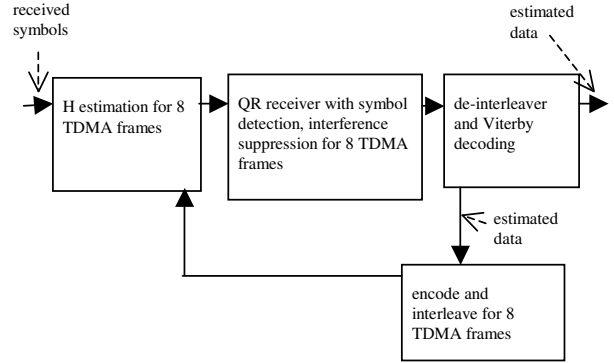 received
symbols
estimated
data
H estimation for 8
TDMA frames
QR receiver with symbol
detection, interference
suppression for 8 TDMA
frames
de-interleaver
and Viterby
decoding
estimated
data
encode and
interleave for 8
TDMA frames